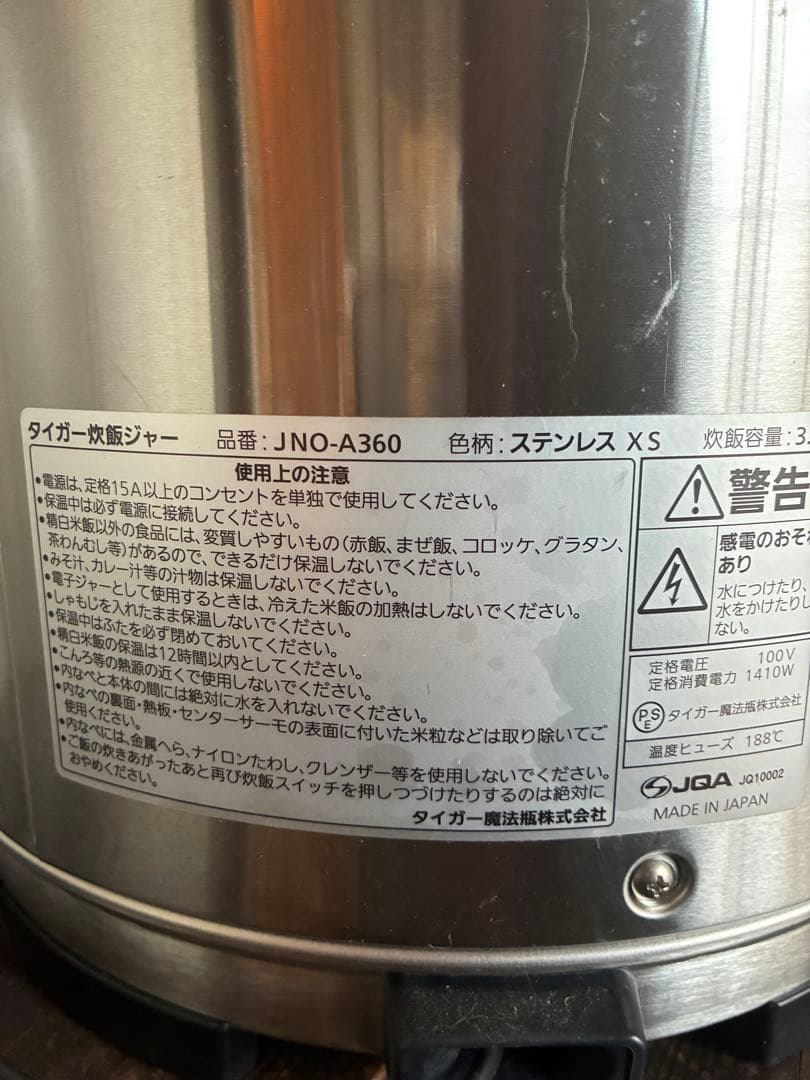 タイガー炊飯ジャー 品番:JNO-A360 色柄:ステンレス XS 炊飯容量:3.
使用上の注意
•電源は、定格15A以上のコンセントを単独で使用してください。
•保温中は必ず電源に接続してください。
•精白米飯以外の食品には、変質しやすいもの(赤飯、まぜ飯、コロッケ、グラタン、
茶わんむし等)があるので、できるだけ保温しないでください。
•みそ汁、カレー汁等の汁物は保温しないでください。
•電子ジャーとして使用するときは、冷えた米飯の加熱はしないでください。
•しゃもじを入れたまま保温しないでください。
•保温中はふたを必ず閉めておいてください。
•精白米飯の保温は12時間以内としてください。
•こんろ等の熱源の近くで使用しないでください。
•内なべと本体の間には絶対に水を入れないでください。
•内なべの裏面・熱板・センターサーモの表面に付いた米粒などは取り除いてご
使用ください。
•内なべには、金属へら、ナイロンたわし、クレンザー等を使用しないでください。
•ご飯の炊きあがったあと再び炊飯スイッチを押しつづけたりするのは絶対に
おやめください。
タイガー魔法瓶株式会社
警告
感電のおそれ
あり
水につけたり、
水をかけたりし
ない。
定格電圧 100V
定格消費電力 1410W
PSE タイガー魔法瓶株式会社
温度ヒューズ 188℃
JQA JQ10002
MADE IN JAPAN